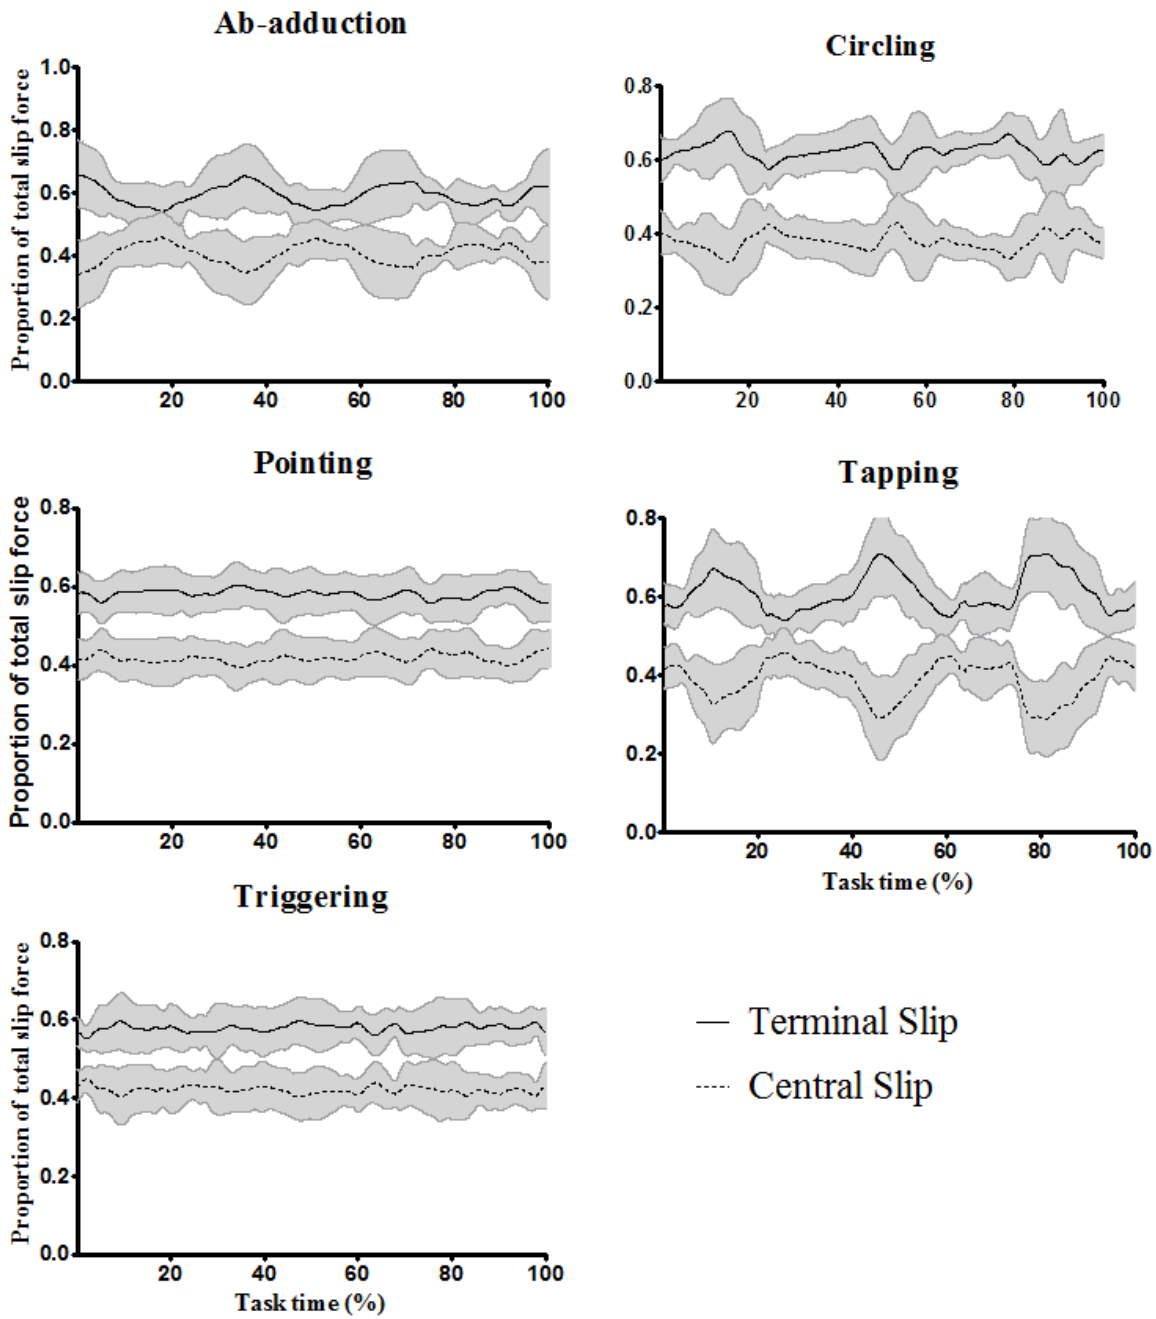 Ab-adduction
Proportion of total slip force
1.0
0.8
0.6
0.4
0.2
0.0
20 40 60 80 100
Circling
0.8
0.6
0.4
0.2
0.0
20 40 60 80 100
Pointing
Proportion of total slip force
0.8
0.6
0.4
0.2
0.0
20 40 60 80 100
Tapping
0.8
0.6
0.4
0.2
0.0
20 40 60 80 100
Task time (%)
Triggering
Proportion of total slip force
0.8
0.6
0.4
0.2
0.0
20 40 60 80 100
Task time (%)
Terminal Slip
Central Slip